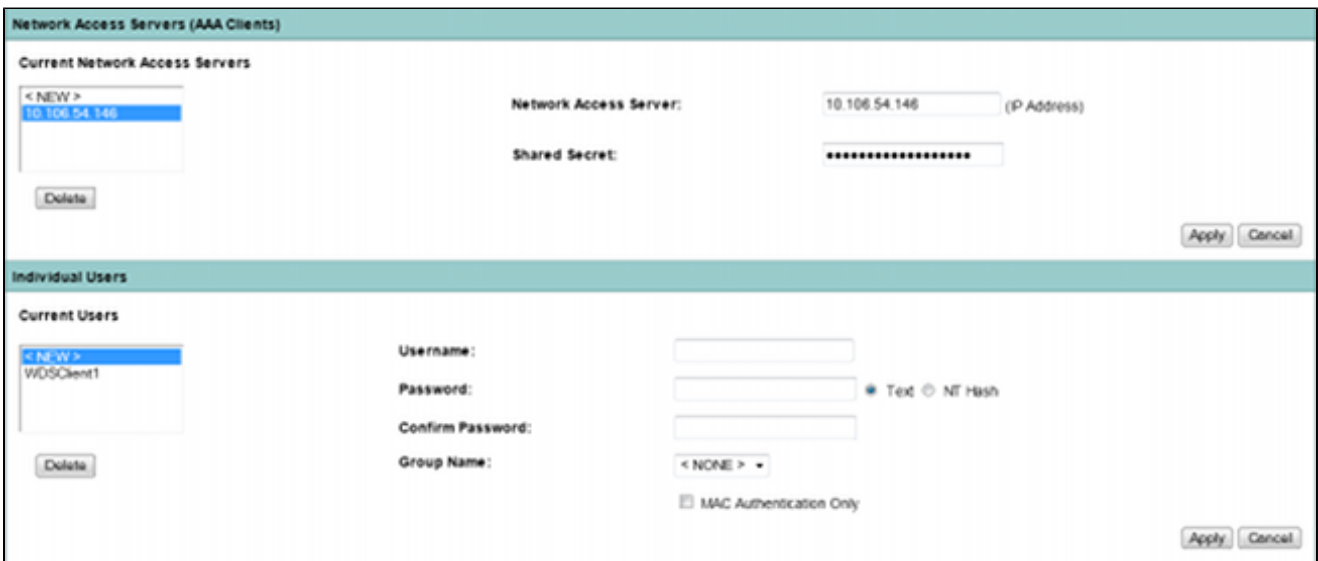 Network Access Servers (AAA Clients)
Current Network Access Servers
< NEW >
10.106.54.146
Delete
Network Access Server: 10.106.54.146 (IP Address)
Shared Secret: ••••••••••••••••••
Apply Cancel
Individual Users
Current Users
< NEW >
WDSClient1
Delete
Username:
Password: Text NT Hash
Confirm Password:
Group Name: < NONE >
MAC Authentication Only
Apply Cancel